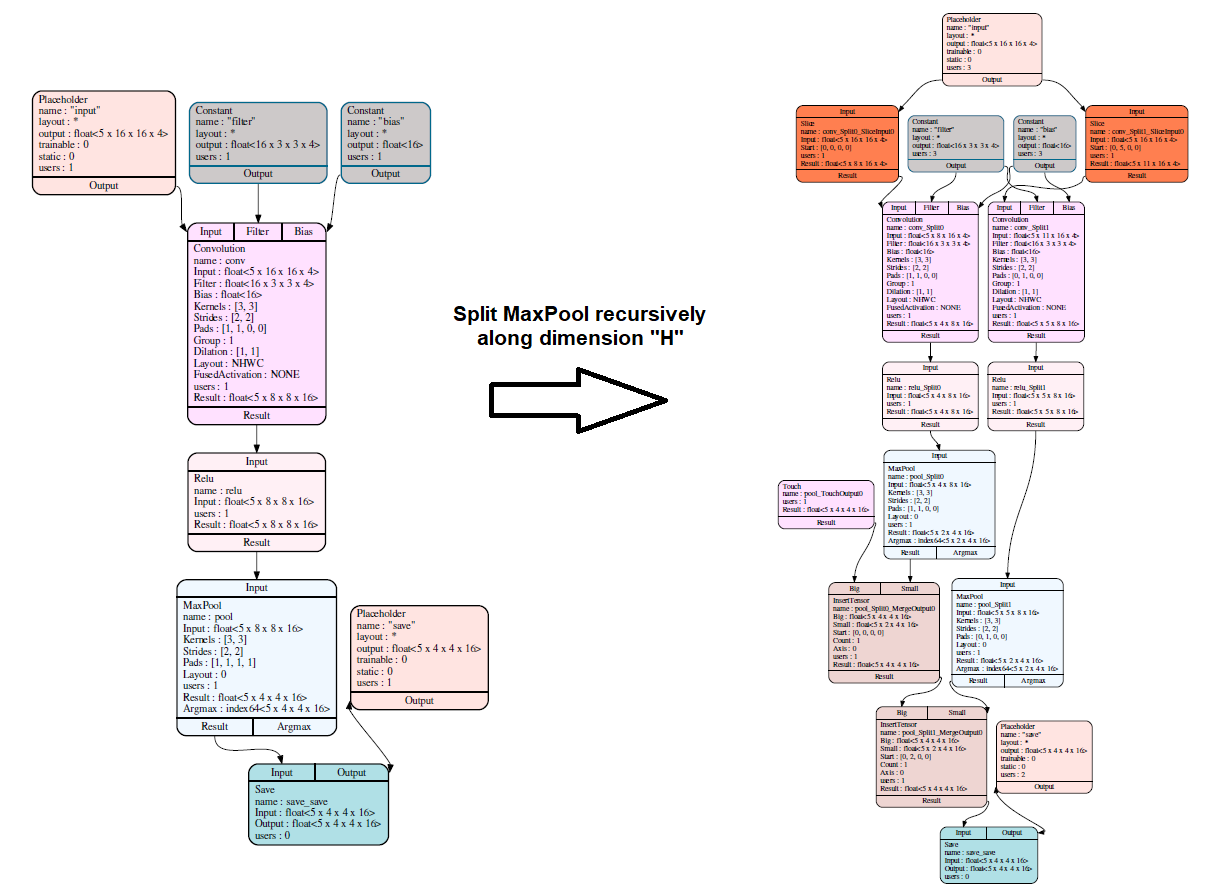 Placeholder
name : "input"
layout : *
output : float<5 x 16 x 16 x 4>
trainable : 0
static : 0
users : 1
Output
Constant
name : "filter"
layout : *
output : float<16 x 3 x 3 x 4>
users : 1
Output
Constant
name : "bias"
layout : *
output : float<16>
users : 1
Output
Input Filter Bias
Convolution
name : conv
Input : float<5 x 16 x 16 x 4>
Filter : float<16 x 3 x 3 x 4>
Bias : float<16>
Kernels : [3, 3]
Strides : [2, 2]
Pads : [1, 1, 0, 0]
Group : 1
Dilation : [1, 1]
Layout : NHWC
FusedActivation : NONE
users : 1
Result : float<5 x 8 x 8 x 16>
Result
Input
Relu
name : relu
Input : float<5 x 8 x 8 x 16>
users : 1
Result : float<5 x 8 x 8 x 16>
Result
Input
MaxPool
name : pool
Input : float<5 x 8 x 8 x 16>
Kernels : [3, 3]
Strides : [2, 2]
Pads : [1, 1, 1, 1]
Layout : 0
users : 1
Result : float<5 x 4 x 4 x 16>
Argmax : index64<5 x 4 x 4 x 16>
Result Argmax
Placeholder
name : "save"
layout : *
output : float<5 x 4 x 4 x 16>
trainable : 0
static : 0
users : 1
Output
Input Output
Save
name : save_save
Input : float<5 x 4 x 4 x 16>
Output : float<5 x 4 x 4 x 16>
users : 0
Split MaxPool recursively
along dimension "H"
Placeholder
name : "input"
layout : *
output : float<5 x 16 x 16 x 4>
trainable : 0
static : 0
users : 3
Output
Input
Slice
name : conv_Split0_SliceInput0
Input : float<5 x 16 x 16 x 4>
Start : [0, 0, 0, 0]
users : 1
Result : float<5 x 8 x 16 x 4>
Result
Constant
name : "filter"
layout : *
output : float<16 x 3 x 3 x 4>
users : 3
Output
Constant
name : "bias"
layout : *
output : float<16>
users : 3
Output
Input
Slice
name : conv_Split1_SliceInput0
Input : float<5 x 16 x 16 x 4>
Start : [0, 5, 0, 0]
users : 1
Result : float<5 x 11 x 16 x 4>
Result
Input Filter Bias
Convolution
name : conv_Split0
Input : float<5 x 8 x 16 x 4>
Filter : float<16 x 3 x 3 x 4>
Bias : float<16>
Kernels : [3, 3]
Strides : [2, 2]
Pads : [1, 1, 0, 0]
Group : 1
Dilation : [1, 1]
Layout : NHWC
FusedActivation : NONE
users : 1
Result : float<5 x 4 x 8 x 16>
Result
Input Filter Bias
Convolution
name : conv_Split1
Input : float<5 x 11 x 16 x 4>
Filter : float<16 x 3 x 3 x 4>
Bias : float<16>
Kernels : [3, 3]
Strides : [2, 2]
Pads : [0, 1, 0, 0]
Group : 1
Dilation : [1, 1]
Layout : NHWC
FusedActivation : NONE
users : 1
Result : float<5 x 5 x 8 x 16>
Result
Input
Relu
name : relu_Split0
Input : float<5 x 4 x 8 x 16>
users : 1
Result : float<5 x 4 x 8 x 16>
Result
Input
Relu
name : relu_Split1
Input : float<5 x 5 x 8 x 16>
users : 1
Result : float<5 x 5 x 8 x 16>
Result
Touch
name : pool_TouchOutput0
users : 1
Result : float<5 x 4 x 4 x 16>
Result
Input
MaxPool
name : pool_Split0
Input : float<5 x 4 x 8 x 16>
Kernels : [3, 3]
Strides : [2, 2]
Pads : [1, 1, 0, 0]
Layout : 0
users : 1
Result : float<5 x 2 x 4 x 16>
Argmax : index64<5 x 2 x 4 x 16>
Result Argmax
Big Small
InsertTensor
name : pool_Split0_MergeOutput0
Big : float<5 x 4 x 4 x 16>
Small : float<5 x 2 x 4 x 16>
Start : [0, 0, 0, 0]
Count : 1
Axis : 0
users : 1
Result : float<5 x 4 x 4 x 16>
Result
Input
MaxPool
name : pool_Split1
Input : float<5 x 5 x 8 x 16>
Kernels : [3, 3]
Strides : [2, 2]
Pads : [0, 1, 0, 0]
Layout : 0
users : 1
Result : float<5 x 2 x 4 x 16>
Argmax : index64<5 x 2 x 4 x 16>
Result Argmax
Big Small
InsertTensor
name : pool_Split1_MergeOutput0
Big : float<5 x 4 x 4 x 16>
Small : float<5 x 2 x 4 x 16>
Start : [0, 2, 0, 0]
Count : 1
Axis : 0
users : 1
Result : float<5 x 4 x 4 x 16>
Result
Placeholder
name : "save"
layout : *
output : float<5 x 4 x 4 x 16>
trainable : 0
static : 0
users : 2
Output
Input Output
Save
name : save_save
Input : float<5 x 4 x 4 x 16>
Output : float<5 x 4 x 4 x 16>
users : 0